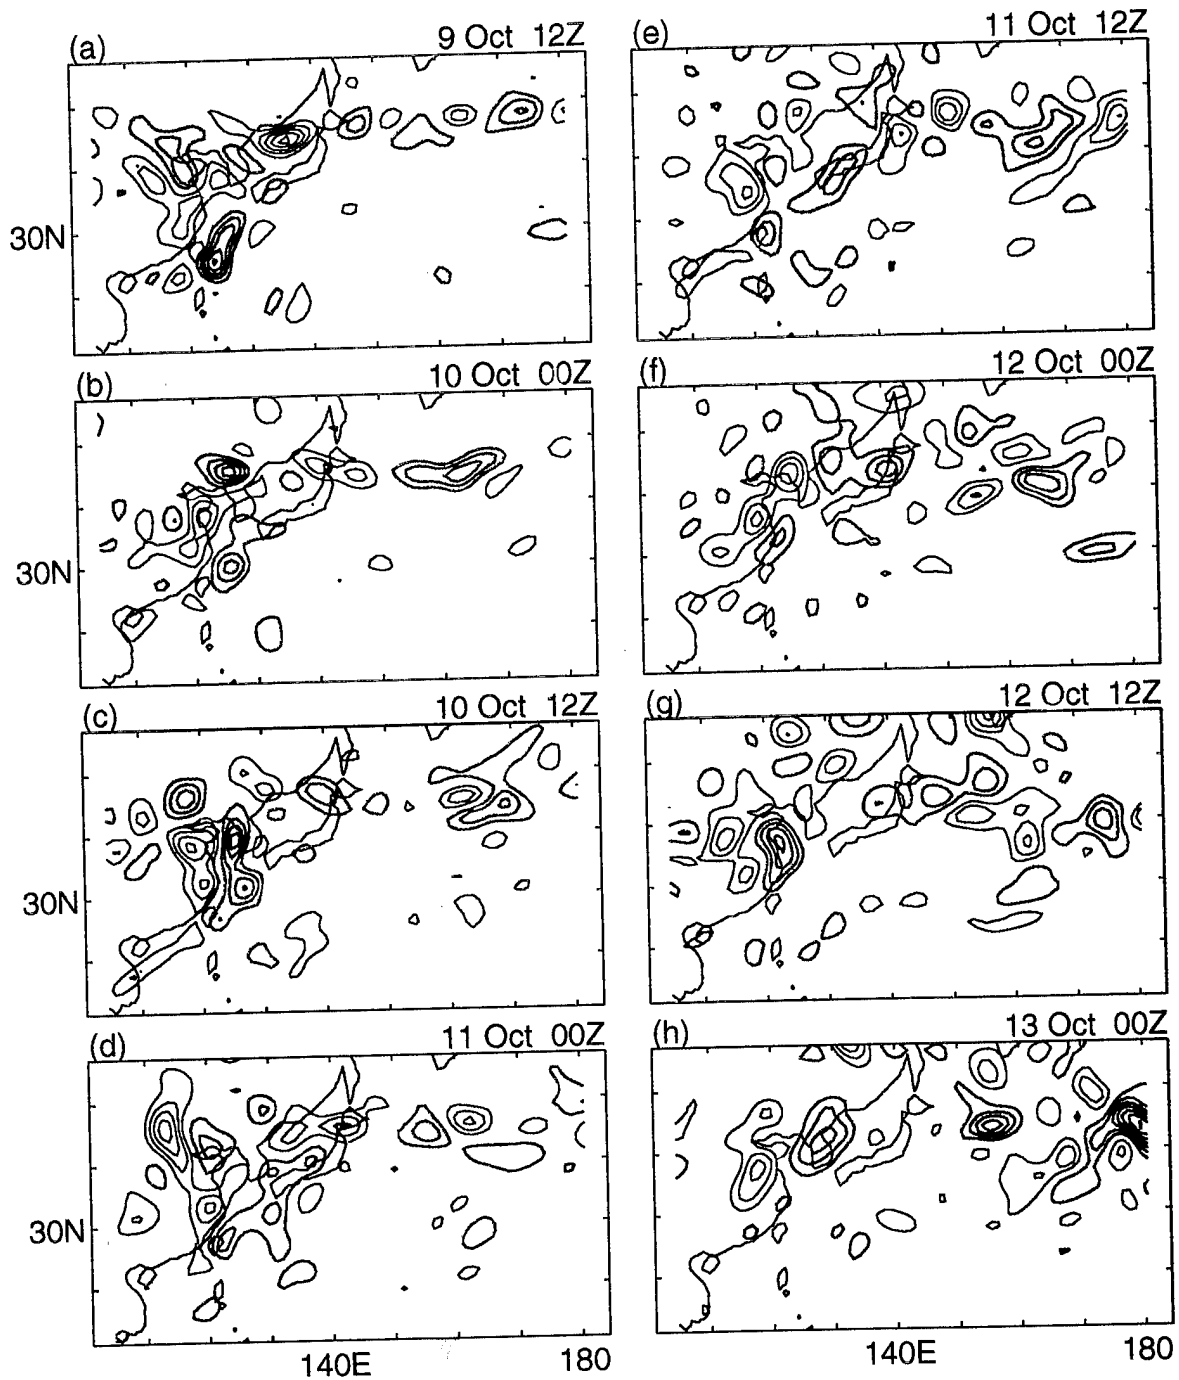 (a) 9 Oct 12Z
30N
(b) 10 Oct 00Z
30N
(c) 10 Oct 12Z
30N
(d) 11 Oct 00Z
30N
140E 180
(e) 11 Oct 12Z
(f) 12 Oct 00Z
(g) 12 Oct 12Z
(h) 13 Oct 00Z
140E 180